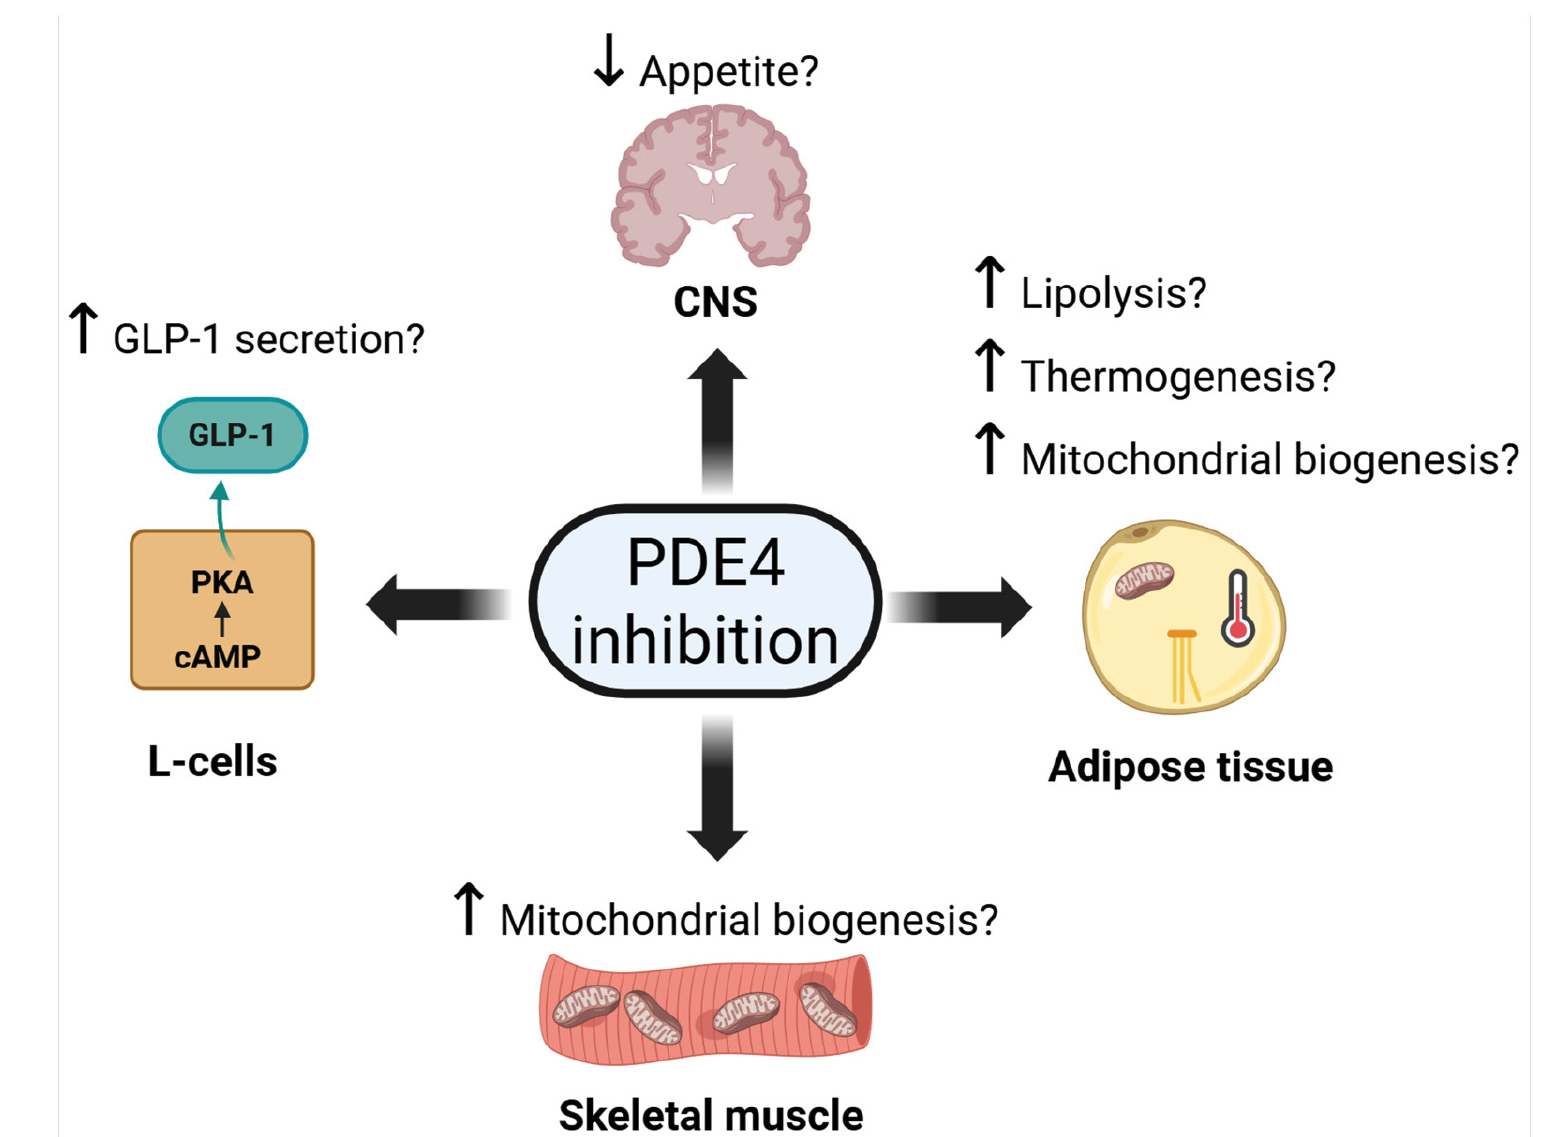 ↓ Appetite?
CNS
↑ GLP-1 secretion?
GLP-1
PKA
cAMP
L-cells
PDE4
inhibition
↑ Lipolysis?
↑ Thermogenesis?
↑ Mitochondrial biogenesis?
Adipose tissue
↑ Mitochondrial biogenesis?
Skeletal muscle